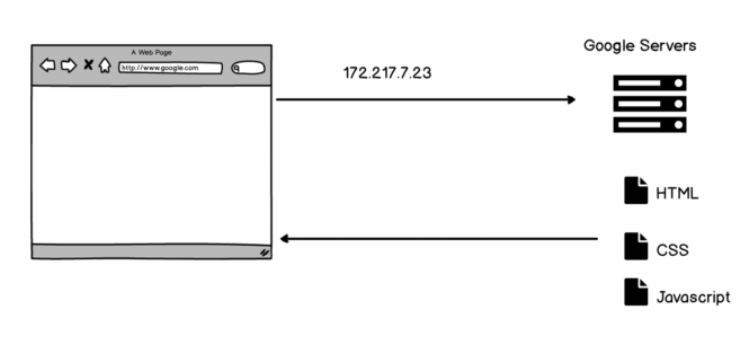 Google Servers
A Web Page
http://www.google.com
172.217.7.23
HTML
CSS
Javascript